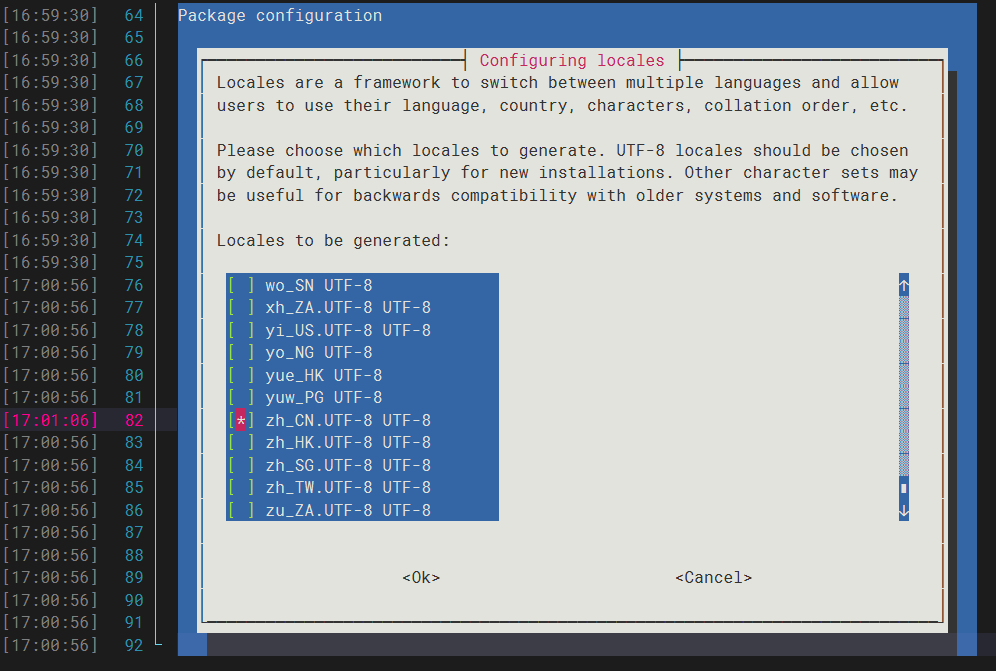 [16:59:30] 64 Package configuration
[16:59:30] 65
[16:59:30] 66 Configuring locales
[16:59:30] 67 Locales are a framework to switch between multiple languages and allow
[16:59:30] 68 users to use their language, country, characters, collation order, etc.
[16:59:30] 69
[16:59:30] 70 Please choose which locales to generate. UTF-8 locales should be chosen
[16:59:30] 71 by default, particularly for new installations. Other character sets may
[16:59:30] 72 be useful for backwards compatibility with older systems and software.
[16:59:30] 73
[16:59:30] 74 Locales to be generated:
[16:59:30] 75
[17:00:56] 76 [ ] wo_SN UTF-8 ↑
[17:00:56] 77 [ ] xh_ZA.UTF-8 UTF-8
[17:00:56] 78 [ ] yi_US.UTF-8 UTF-8
[17:00:56] 79 [ ] yo_NG UTF-8
[17:00:56] 80 [ ] yue_HK UTF-8
[17:00:56] 81 [ ] yuw_PG UTF-8
[17:01:06] 82 [*] zh_CN.UTF-8 UTF-8
[17:00:56] 83 [ ] zh_HK.UTF-8 UTF-8
[17:00:56] 84 [ ] zh_SG.UTF-8 UTF-8
[17:00:56] 85 [ ] zh_TW.UTF-8 UTF-8
[17:00:56] 86 [ ] zu_ZA.UTF-8 UTF-8 ↓
[17:00:56] 87
[17:00:56] 88
[17:00:56] 89 <Ok> <Cancel>
[17:00:56] 90
[17:00:56] 91
[17:00:56] 92